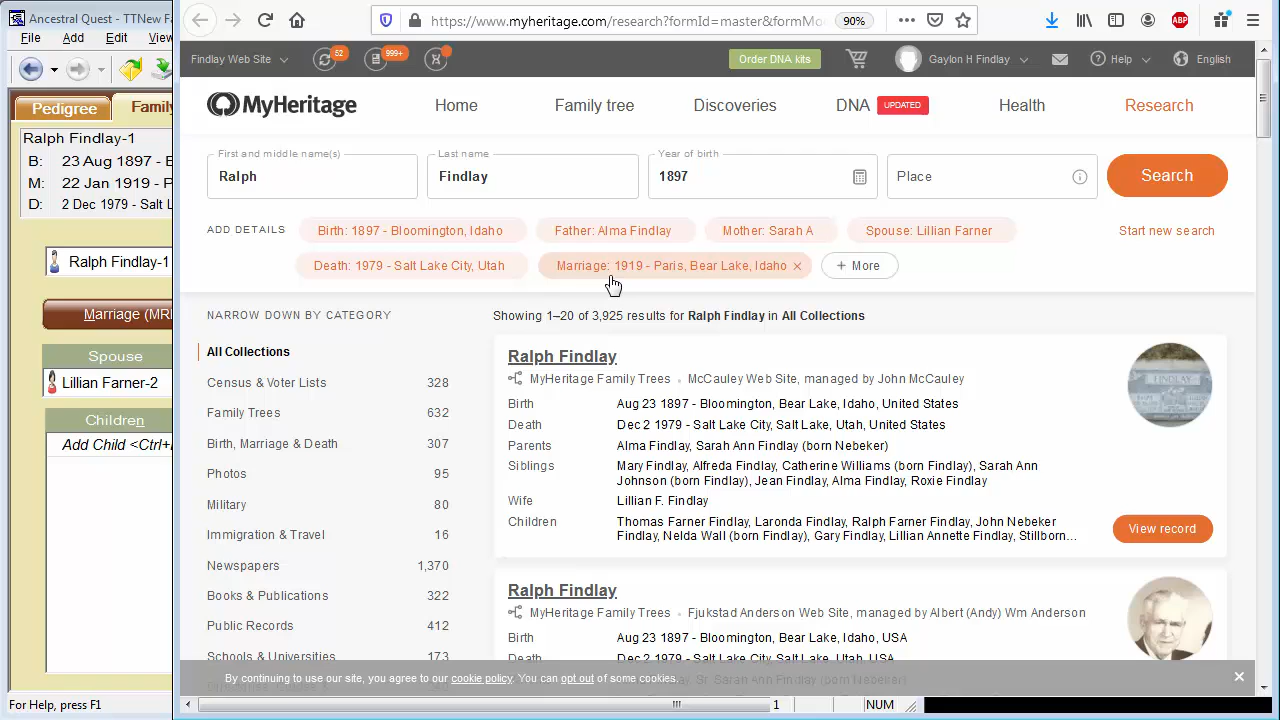 Ancestral Quest - TTNew Fa
File Add Edit Vie
Pedigree
Family
Ralph Findlay-1
B: 23 Aug 1897 - B
M: 22 Jan 1919 - P
D: 2 Dec 1979 - Salt L
Ralph Findlay-1
Marriage (MR
Spouse
Lillian Farner-2
Children
Add Child <Ctrl+
For Help, press F1
https://www.myheritage.com/research?formId=master&formMo
90%
ABP
Findlay Web Site
52
999+
Order DNA kits
Gaylon H Findlay
Help
English
MyHeritage
Home
Family tree
Discoveries
DNA UPDATED
Health
Research
First and middle name(s)
Ralph
Last name
Findlay
Year of birth
1897
Place
Search
ADD DETAILS
Birth: 1897 - Bloomington, Idaho
Father: Alma Findlay
Mother: Sarah A
Spouse: Lillian Farner
Start new search
Death: 1979 - Salt Lake City, Utah
Marriage: 1919 - Paris, Bear Lake, Idaho ×
+ More
NARROW DOWN BY CATEGORY
All Collections
Census & Voter Lists 328
Family Trees 632
Birth, Marriage & Death 307
Photos 95
Military 80
Immigration & Travel 16
Newspapers 1,370
Books & Publications 322
Public Records 412
Schools & Universities 173
Showing 1–20 of 3,925 results for Ralph Findlay in All Collections
Ralph Findlay
MyHeritage Family Trees • McCauley Web Site, managed by John McCauley
Birth Aug 23 1897 - Bloomington, Bear Lake, Idaho, United States
Death Dec 2 1979 - Salt Lake City, Salt Lake, Utah, United States
Parents Alma Findlay, Sarah Ann Findlay (born Nebeker)
Siblings Mary Findlay, Alfreda Findlay, Catherine Williams (born Findlay), Sarah Ann
Johnson (born Findlay), Jean Findlay, Alma Findlay, Roxie Findlay
Wife Lillian F. Findlay
Children Thomas Farner Findlay, Laronda Findlay, Ralph Farner Findlay, John Nebeker
Findlay, Nelda Wall (born Findlay), Gary Findlay, Lillian Annette Findlay, Stillborn...
View record
FINDLAY
Ralph Findlay
MyHeritage Family Trees • Fjukstad Anderson Web Site, managed by Albert (Andy) Wm Anderson
Birth Aug 23 1897 - Bloomington, Bear Lake, Idaho, USA
Death Dec 2 1979 - Salt Lake City, Salt Lake, Utah, USA
By continuing to use our site, you agree to our cookie policy. You can opt out of some cookies.
1
NUM